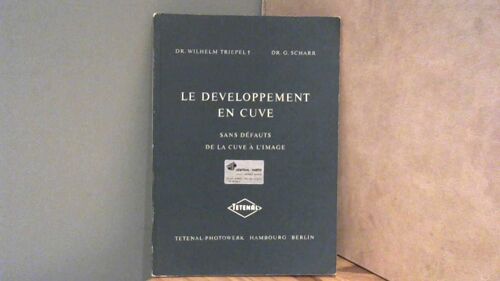 DR. WILHELM TRIEPEL † DR. G. SCHARR
LE DEVELOPPEMENT
EN CUVE
SANS DÉFAUTS
DE LA CUVE À L'IMAGE
TETENAL
TETENAL-PHOTOWERK HAMBOURG BERLIN